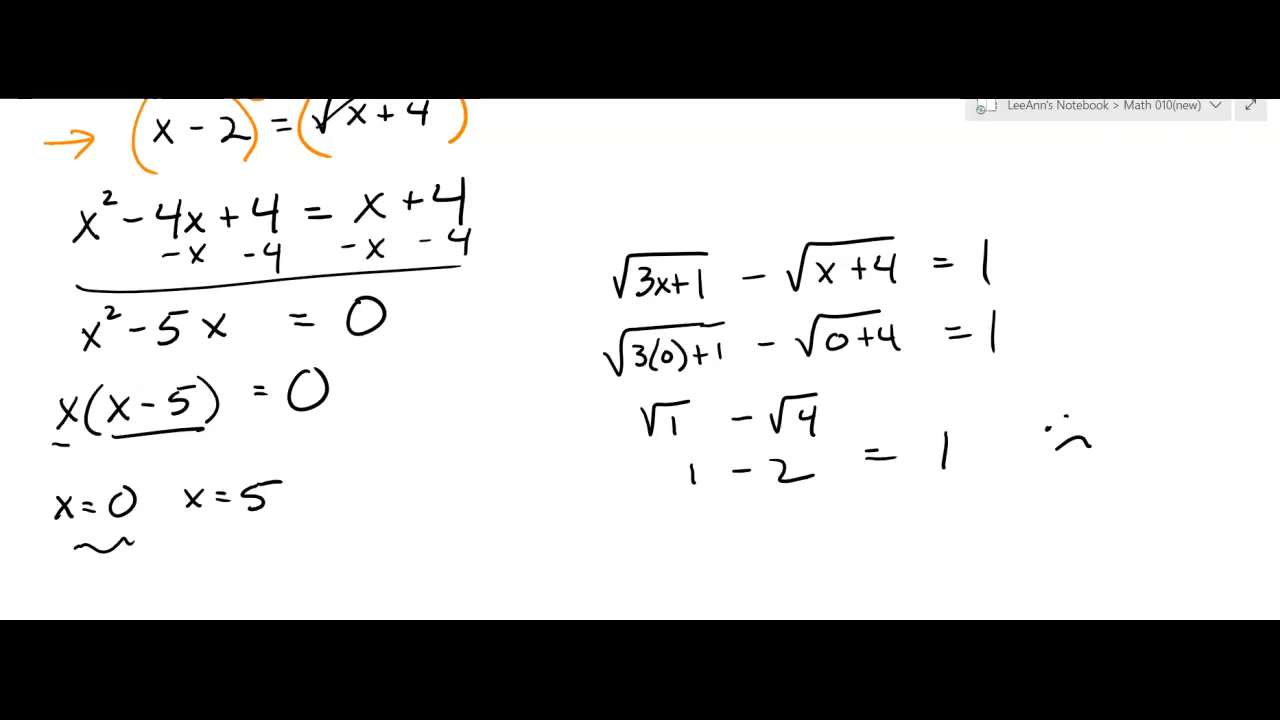 LeeAnn's Notebook > Math 010(new)
→ (x - 2) = (√x + 4)
x² - 4x + 4 = x + 4
- x - 4 - x - 4
x² - 5x = 0
x(x - 5) = 0
x = 0 x = 5
√3x+1 - √x+4 = 1
√3(0)+1 - √0+4 = 1
√1 - √4
1 - 2 = 1